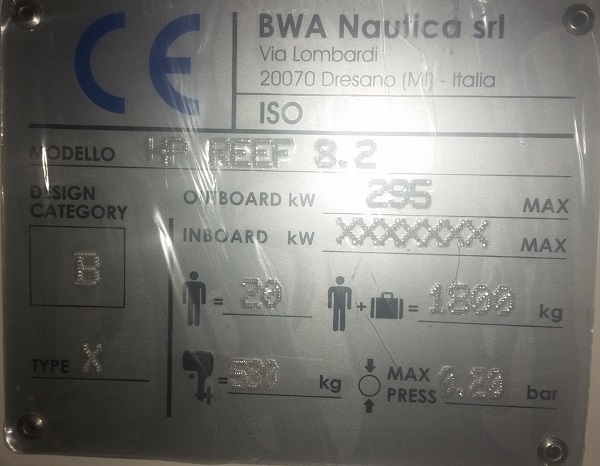 CE
BWA Nautica srl
Via Lombardi
20070 Dresano (MI) - Italia
ISO
MODELLO HP REEF 8.2
DESIGN CATEGORY
OUTBOARD kW 295 MAX
INBOARD kW XXXXXXX MAX
B
= 20
+ = 1800 kg
TYPE X
= 530 kg
MAX PRESS 0.20 bar